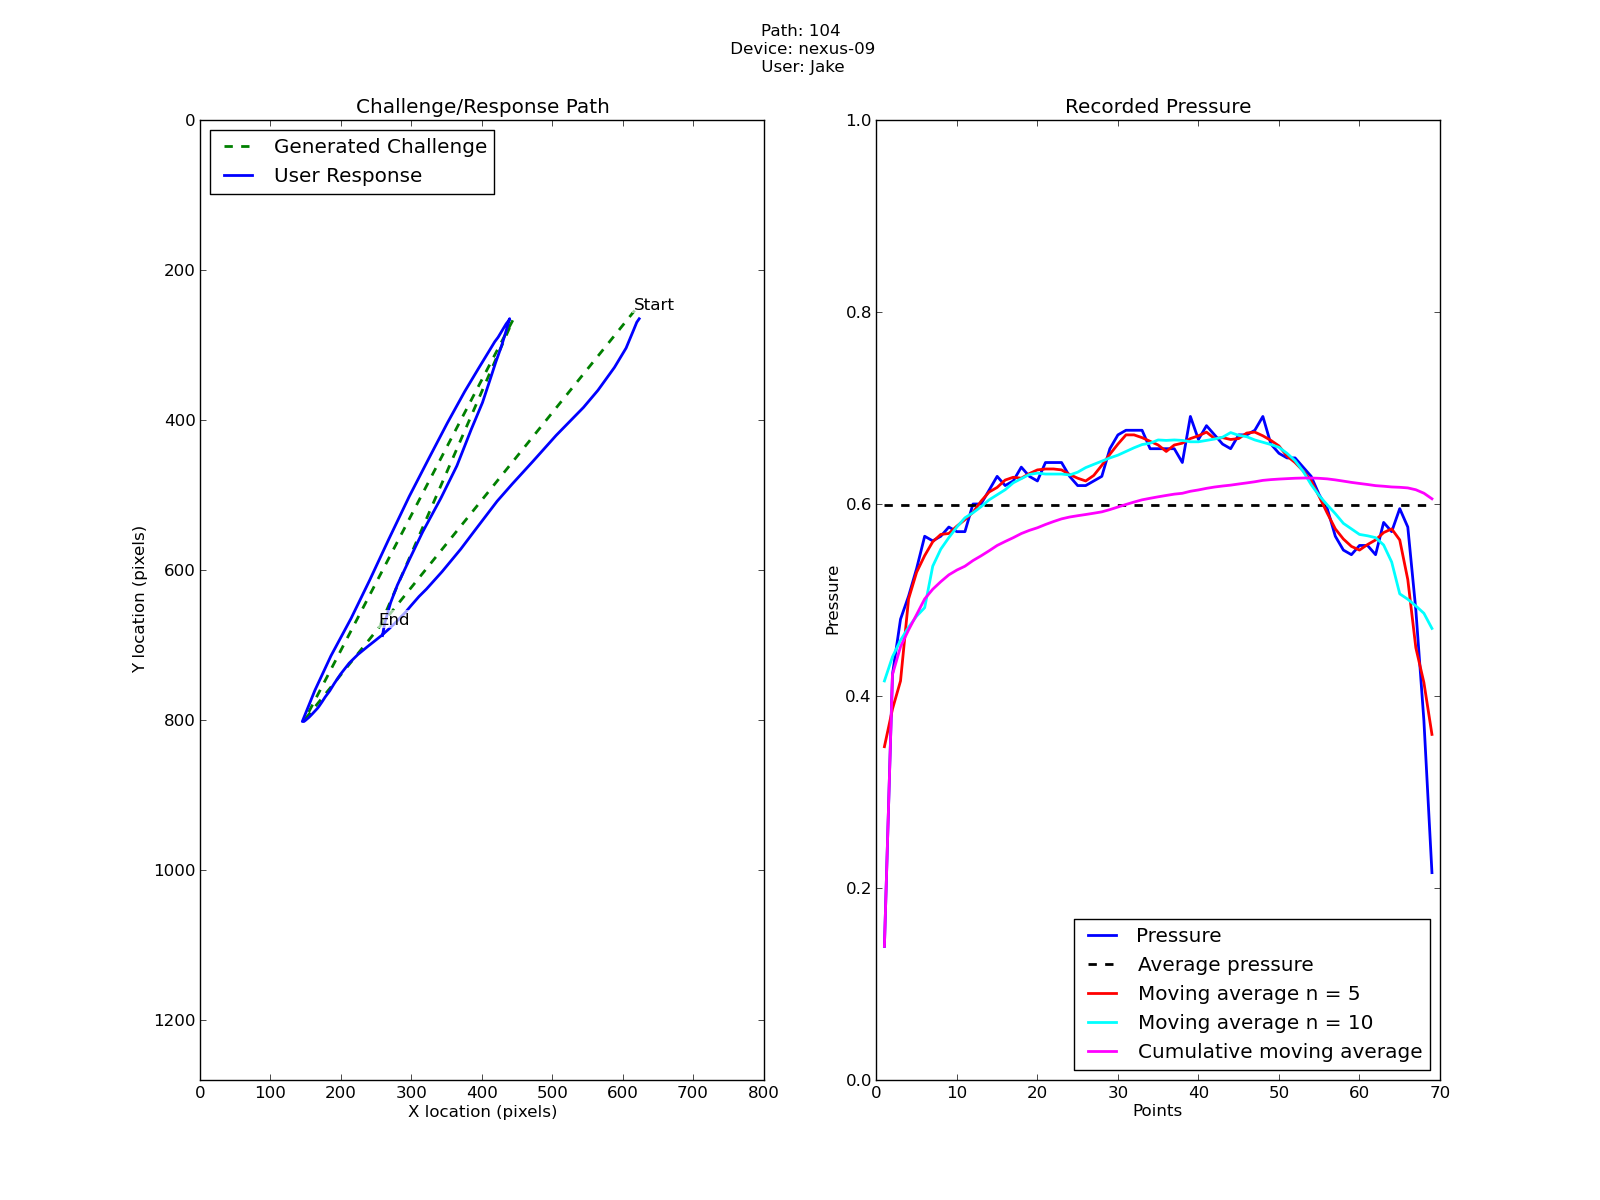 Path: 104
Device: nexus-09
User: Jake
Challenge/Response Path
Generated Challenge
User Response
Start
End
0
200
400
600
800
1000
1200
Y location (pixels)
0 100 200 300 400 500 600 700 800
X location (pixels)
Recorded Pressure
1.0
0.8
0.6
0.4
0.2
0.0
Pressure
Pressure
Average pressure
Moving average n = 5
Moving average n = 10
Cumulative moving average
0 10 20 30 40 50 60 70
Points